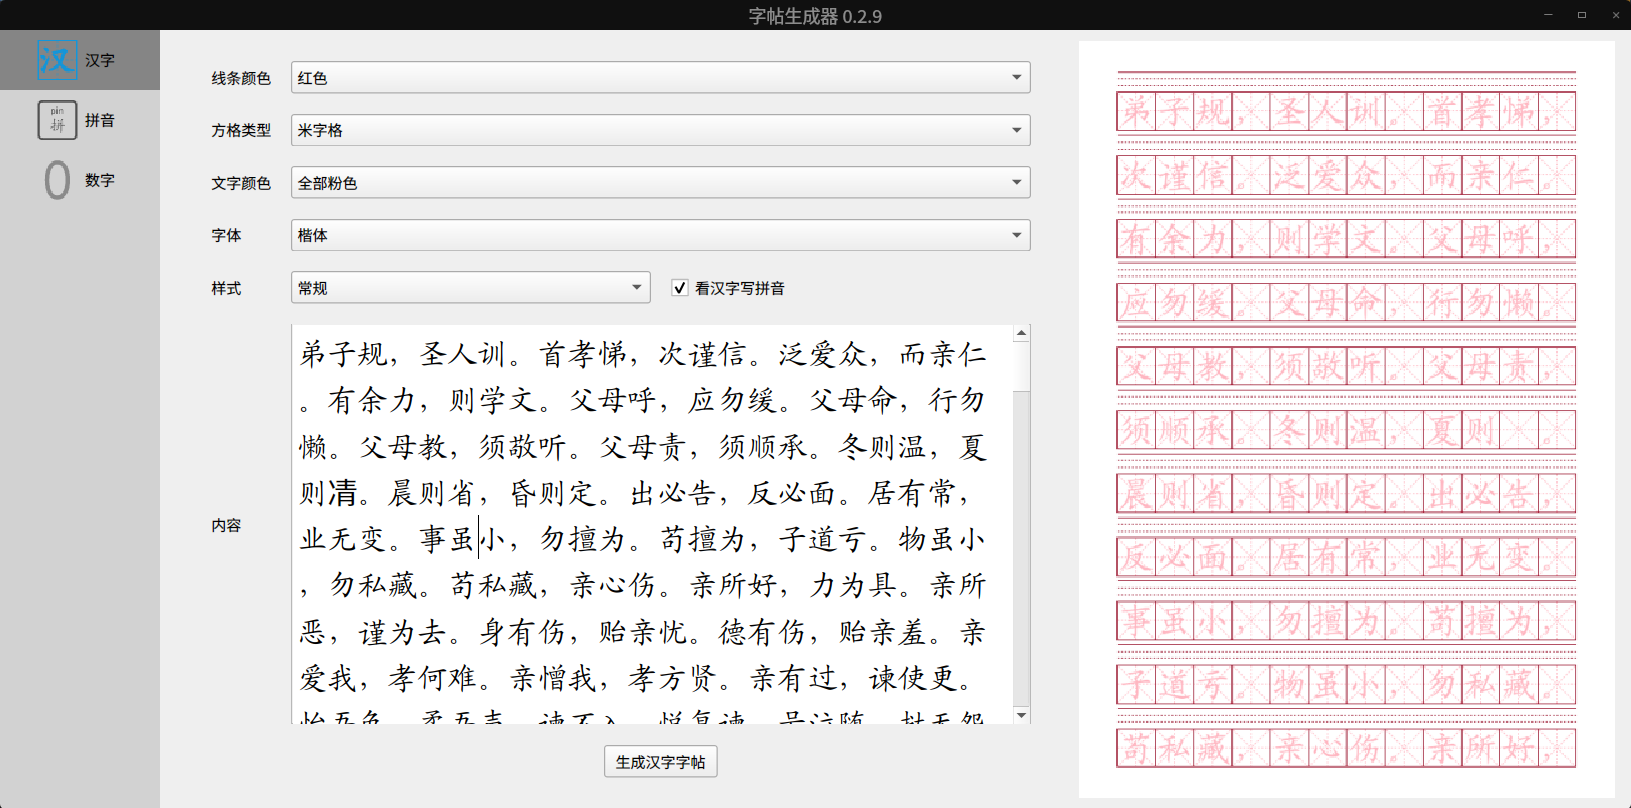 字帖生成器 0.2.9
汉 汉字
pin
拼 拼音
0 数字
线条颜色 红色
方格类型 米字格
文字颜色 全部粉色
字体 楷体
样式 常规 看汉字写拼音
内容
弟子规，圣人训。首孝悌，次谨信。泛爱众，而亲仁
。有余力，则学文。父母呼，应勿缓。父母命，行勿
懒。父母教，须敬听。父母责，须顺承。冬则温，夏
则凊。晨则省，昏则定。出必告，反必面。居有常，
业无变。事虽小，勿擅为。苟擅为，子道亏。物虽小
，勿私藏。苟私藏，亲心伤。亲所好，力为具。亲所
恶，谨为去。身有伤，贻亲忧。德有伤，贻亲羞。亲
爱我，孝何难。亲憎我，孝方贤。亲有过，谏使更。
生成汉字字帖
弟子规，圣人训。首孝悌，
次谨信。泛爱众，而亲仁。
有余力，则学文。父母呼，
应勿缓。父母命，行勿懒。
父母教，须敬听。父母责，
须顺承。冬则温，夏则 。
晨则省，昏则定。出必告，
反必面。居有常，业无变。
事虽小，勿擅为。苟擅为，
子道亏。物虽小，勿私藏。
苟私藏，亲心伤。亲所好，